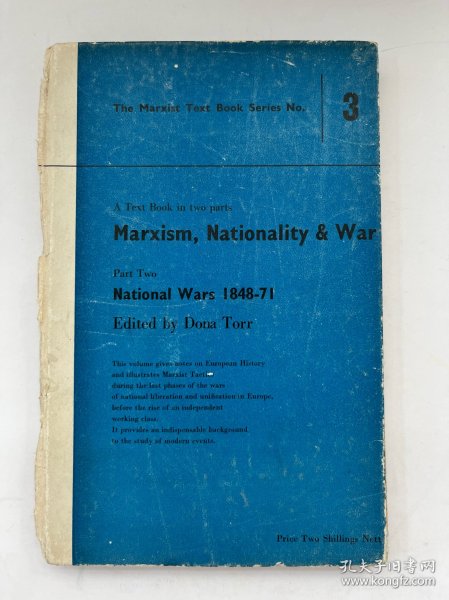 The Marxist Text Book Series No.
3
A Text Book in two parts
Marxism, Nationality & War
Part Two
National Wars 1848-71
Edited by Dona Torr
This volume gives notes on European History
and illustrates Marxist Tactics
during the last phases of the wars
of national liberation and unification in Europe,
before the rise of an independent
working class.
It provides an indispensable background
to the study of modern events.
Price Two Shillings Nett
孔夫子旧书网
www.kongfz.com